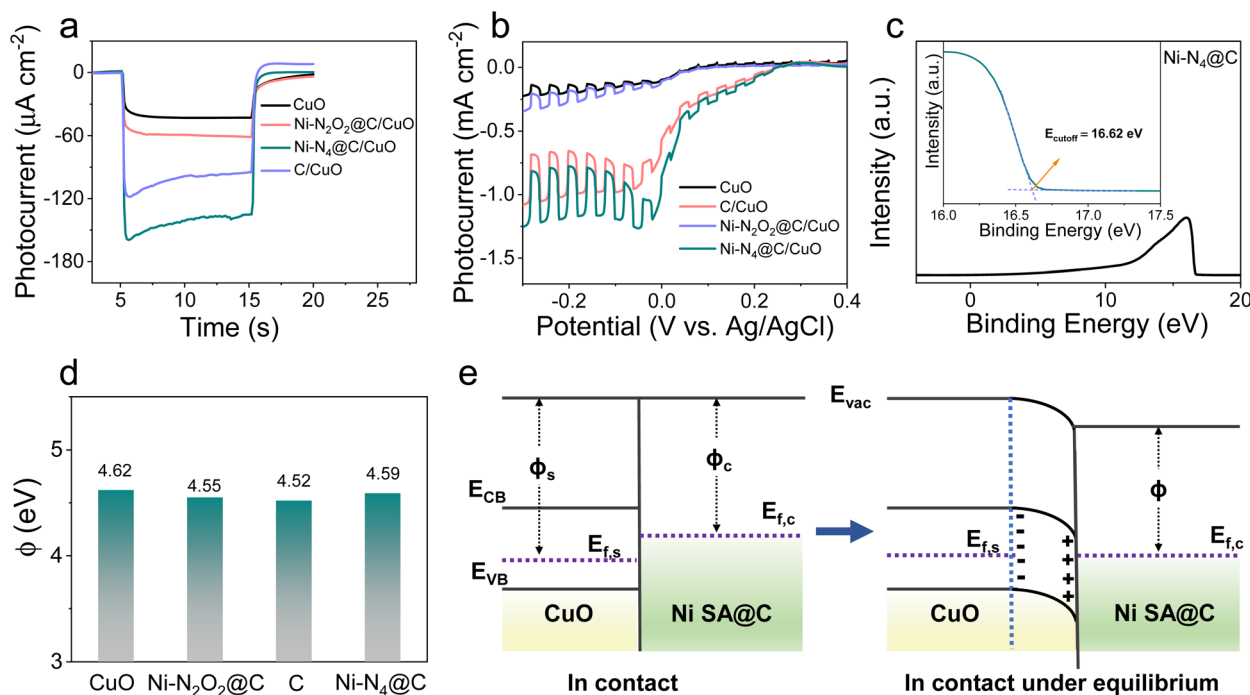 a
Photocurrent (μA cm⁻²)
0
-60
-120
-180
5 10 15 20 25
Time (s)
CuO
Ni-N₂O₂@C/CuO
Ni-N₄@C/CuO
C/CuO
b
Photocurrent (mA cm⁻²)
0.0
-0.5
-1.0
-1.5
-0.2 0.0 0.2 0.4
Potential (V vs. Ag/AgCl)
CuO
C/CuO
Ni-N₂O₂@C/CuO
Ni-N₄@C/CuO
c
Intensity (a.u.)
Ni-N₄@C
Intensity (a.u.)
E_cutoff = 16.62 eV
16.0 16.5 17.0 17.5
Binding Energy (eV)
0 10 20
Binding Energy (eV)
d
ϕ (eV)
5
4
3
4.62 4.55 4.52 4.59
CuO Ni-N₂O₂@C C Ni-N₄@C
e
E_vac
ϕ_s
ϕ_c
ϕ
E_CB
E_f,s
E_f,c
E_VB
CuO
Ni SA@C
In contact
E_f,s
E_f,c
- - - - -
+ + + +
CuO
Ni SA@C
In contact under equilibrium